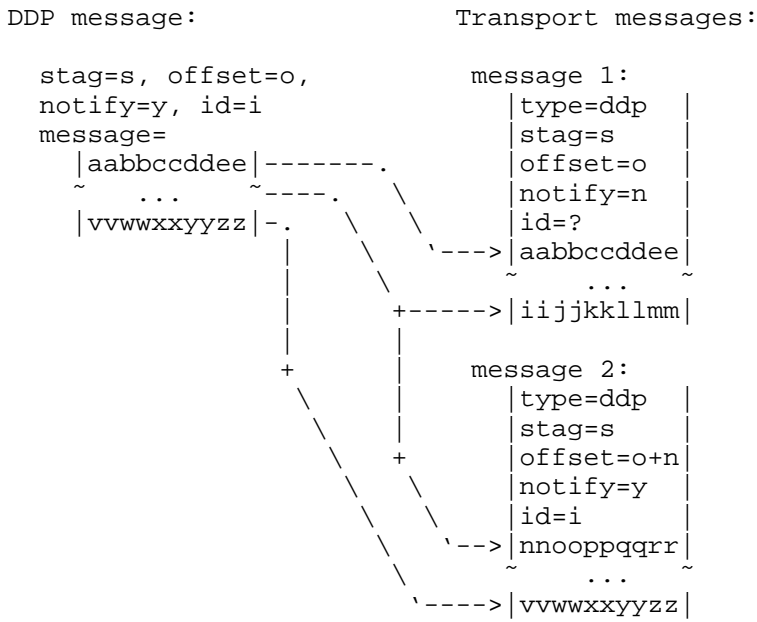 DDP message:                Transport messages:

  stag=s, offset=o,          message 1:
  notify=y, id=i               |type=ddp  |
  message=                     |stag=s    |
    |aabbccddee|-------.       |offset=o  |
    ~    ...   ~----.   \      |notify=n  |
    |vvwwxxyyzz|-.   \   \     |id=?      |
                 |    \   `--->|aabbccddee|
                 |     \       ~    ...   ~
                 |      +----->|iijjkkllmm|
                 |      |
                 +      |    message 2:
                  \     |      |type=ddp  |
                   \    |      |stag=s    |
                    \   +      |offset=o+n|
                     \   \     |notify=y  |
                      \   \    |id=i      |
                       \   `-->|nnooppqqrr|
                        \      ~    ...   ~
                         `---->|vvwwxxyyzz|